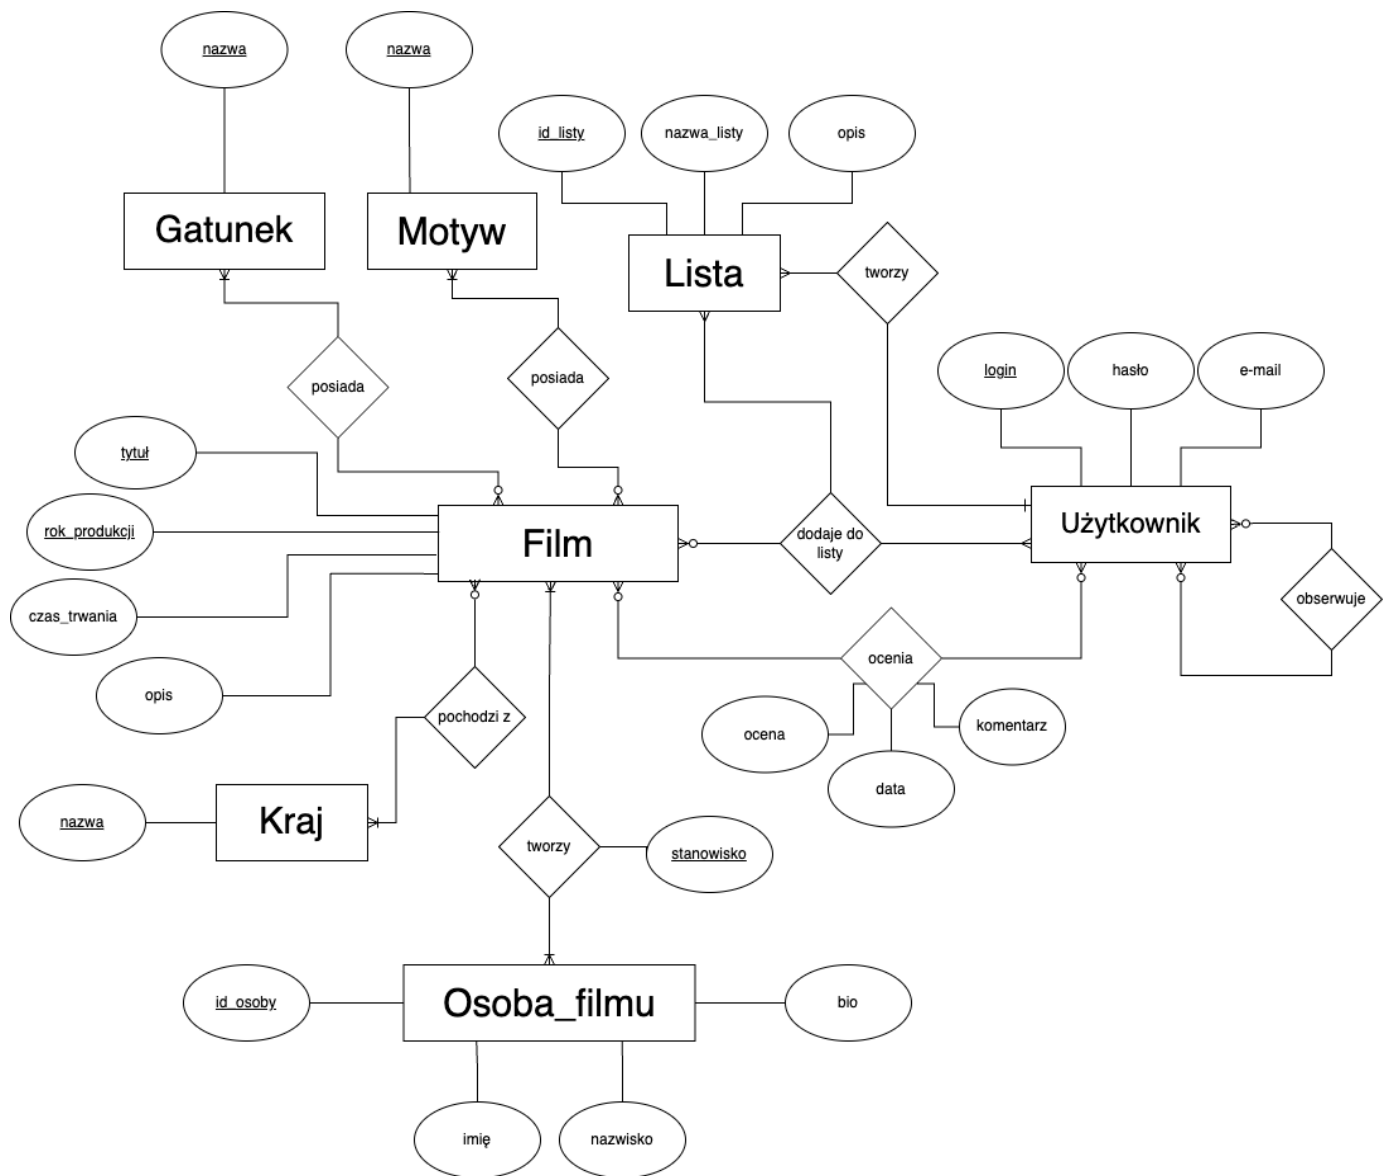 nazwa
nazwa
id_listy
nazwa_listy
opis
Gatunek
Motyw
Lista
tworzy
posiada
posiada
login
hasło
e-mail
tytuł
rok_produkcji
Film
dodaje do
listy
Użytkownik
czas_trwania
obserwuje
opis
ocenia
pochodzi z
ocena
komentarz
data
nazwa
Kraj
tworzy
stanowisko
id_osoby
Osoba_filmu
bio
imię
nazwisko